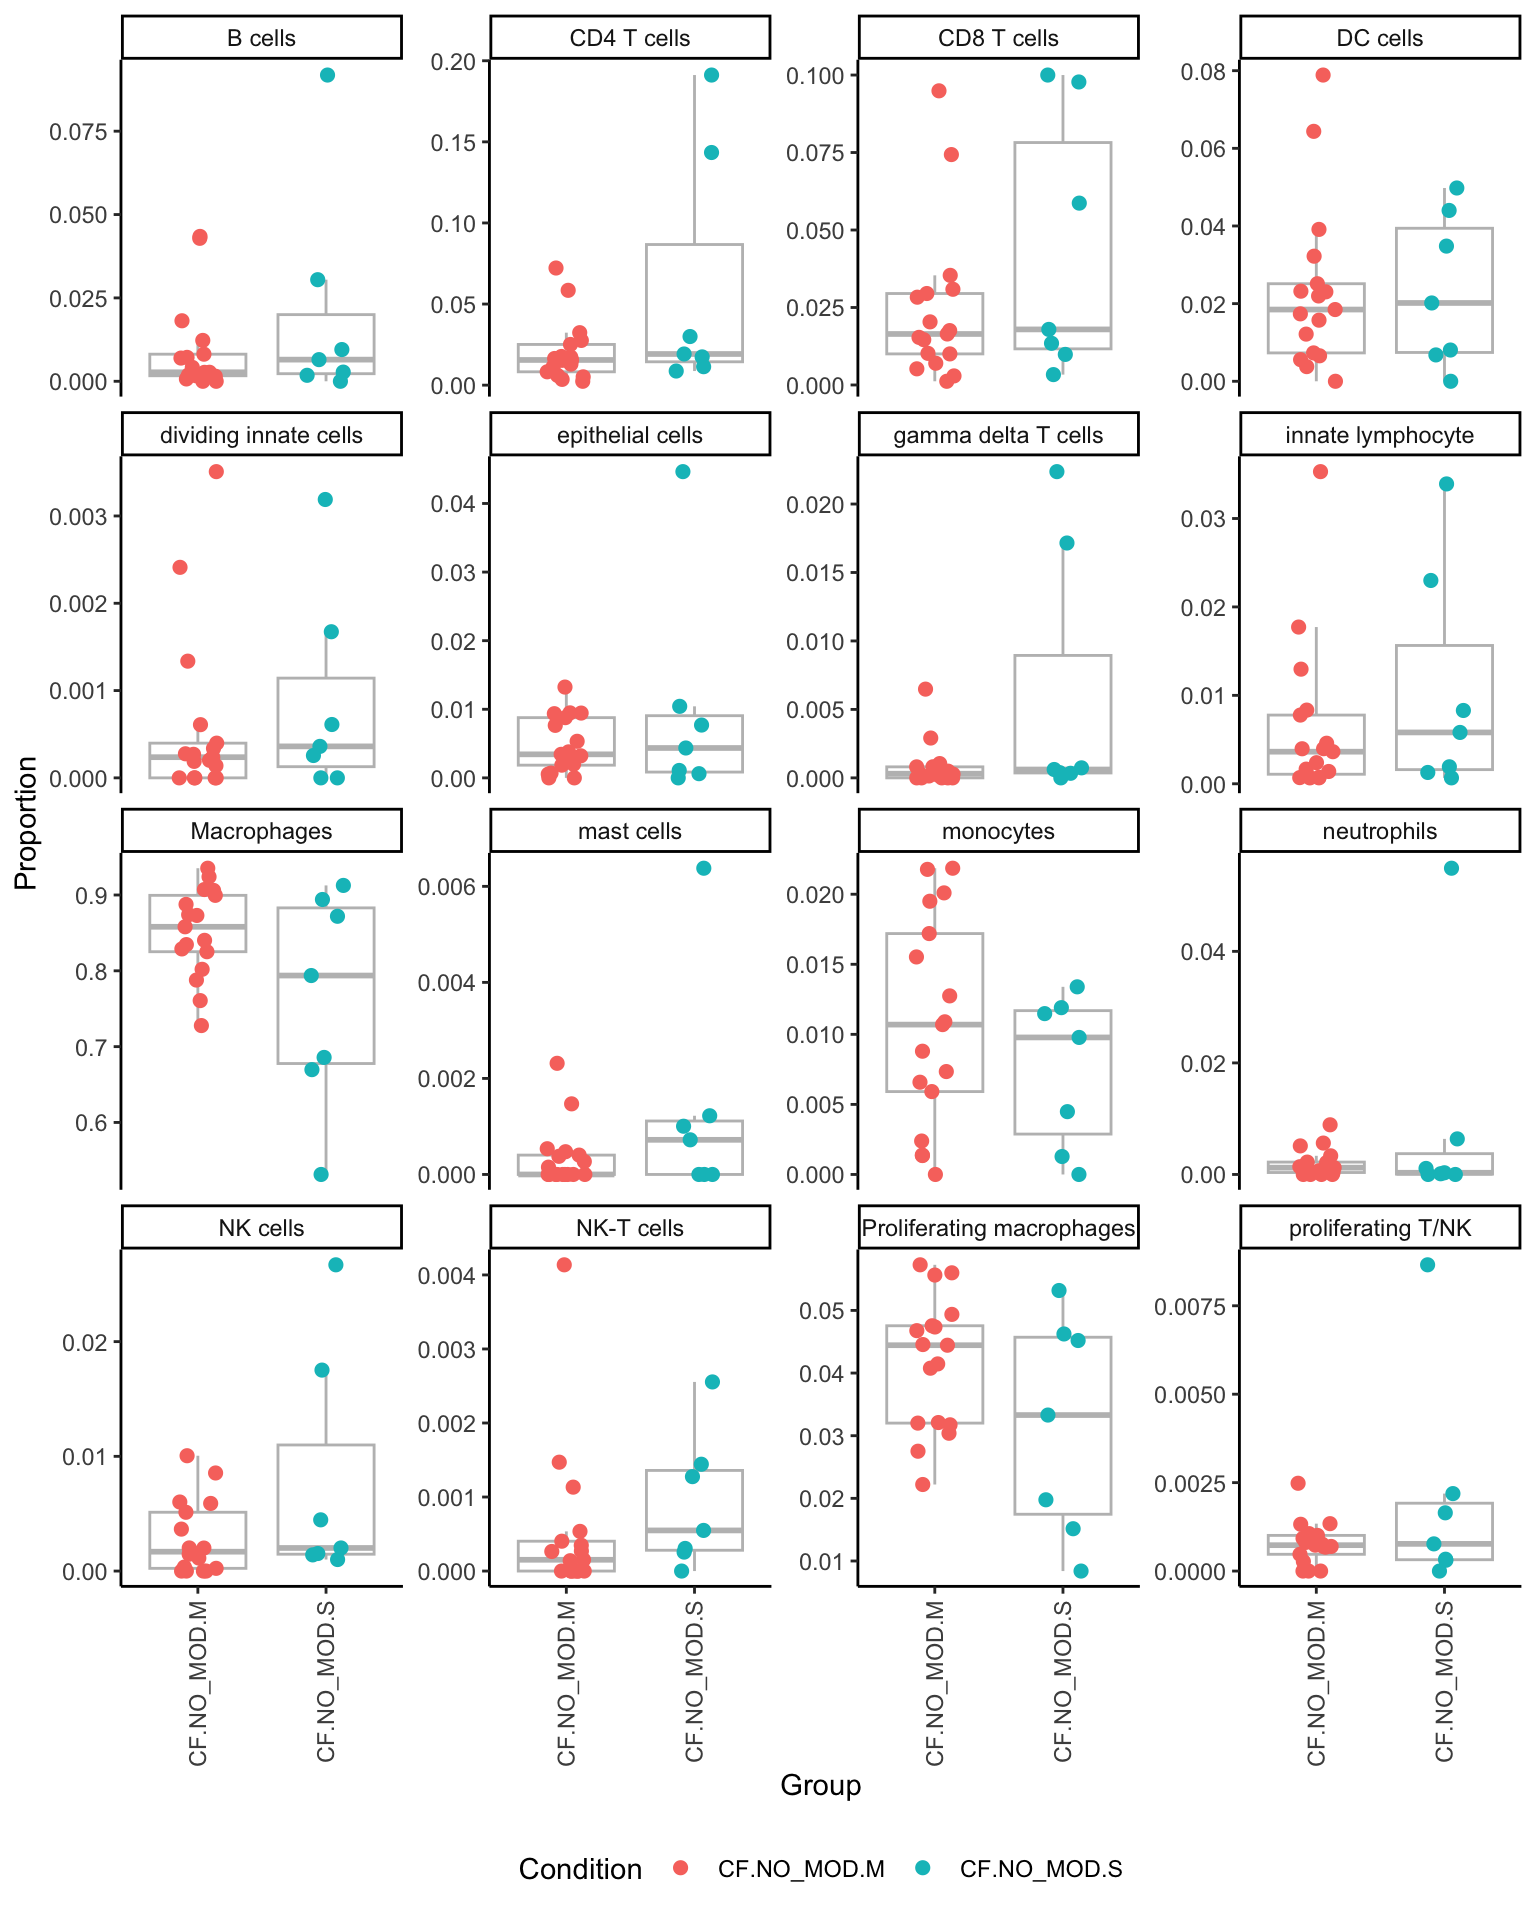 B cells
CD4 T cells
CD8 T cells
DC cells
0.075
0.050
0.025
0.000
0.20
0.15
0.10
0.05
0.00
0.100
0.075
0.050
0.025
0.000
0.08
0.06
0.04
0.02
0.00
dividing innate cells
epithelial cells
gamma delta T cells
innate lymphocyte
0.003
0.002
0.001
0.000
0.04
0.03
0.02
0.01
0.00
0.020
0.015
0.010
0.005
0.000
0.03
0.02
0.01
0.00
Proportion
Macrophages
mast cells
monocytes
neutrophils
0.9
0.8
0.7
0.6
0.006
0.004
0.002
0.000
0.020
0.015
0.010
0.005
0.000
0.04
0.02
0.00
NK cells
NK-T cells
Proliferating macrophages
proliferating T/NK
0.02
0.01
0.00
0.004
0.003
0.002
0.001
0.000
0.05
0.04
0.03
0.02
0.01
0.0075
0.0050
0.0025
0.0000
CF.NO_MOD.M
CF.NO_MOD.S
CF.NO_MOD.M
CF.NO_MOD.S
CF.NO_MOD.M
CF.NO_MOD.S
CF.NO_MOD.M
CF.NO_MOD.S
Group
Condition CF.NO_MOD.M CF.NO_MOD.S